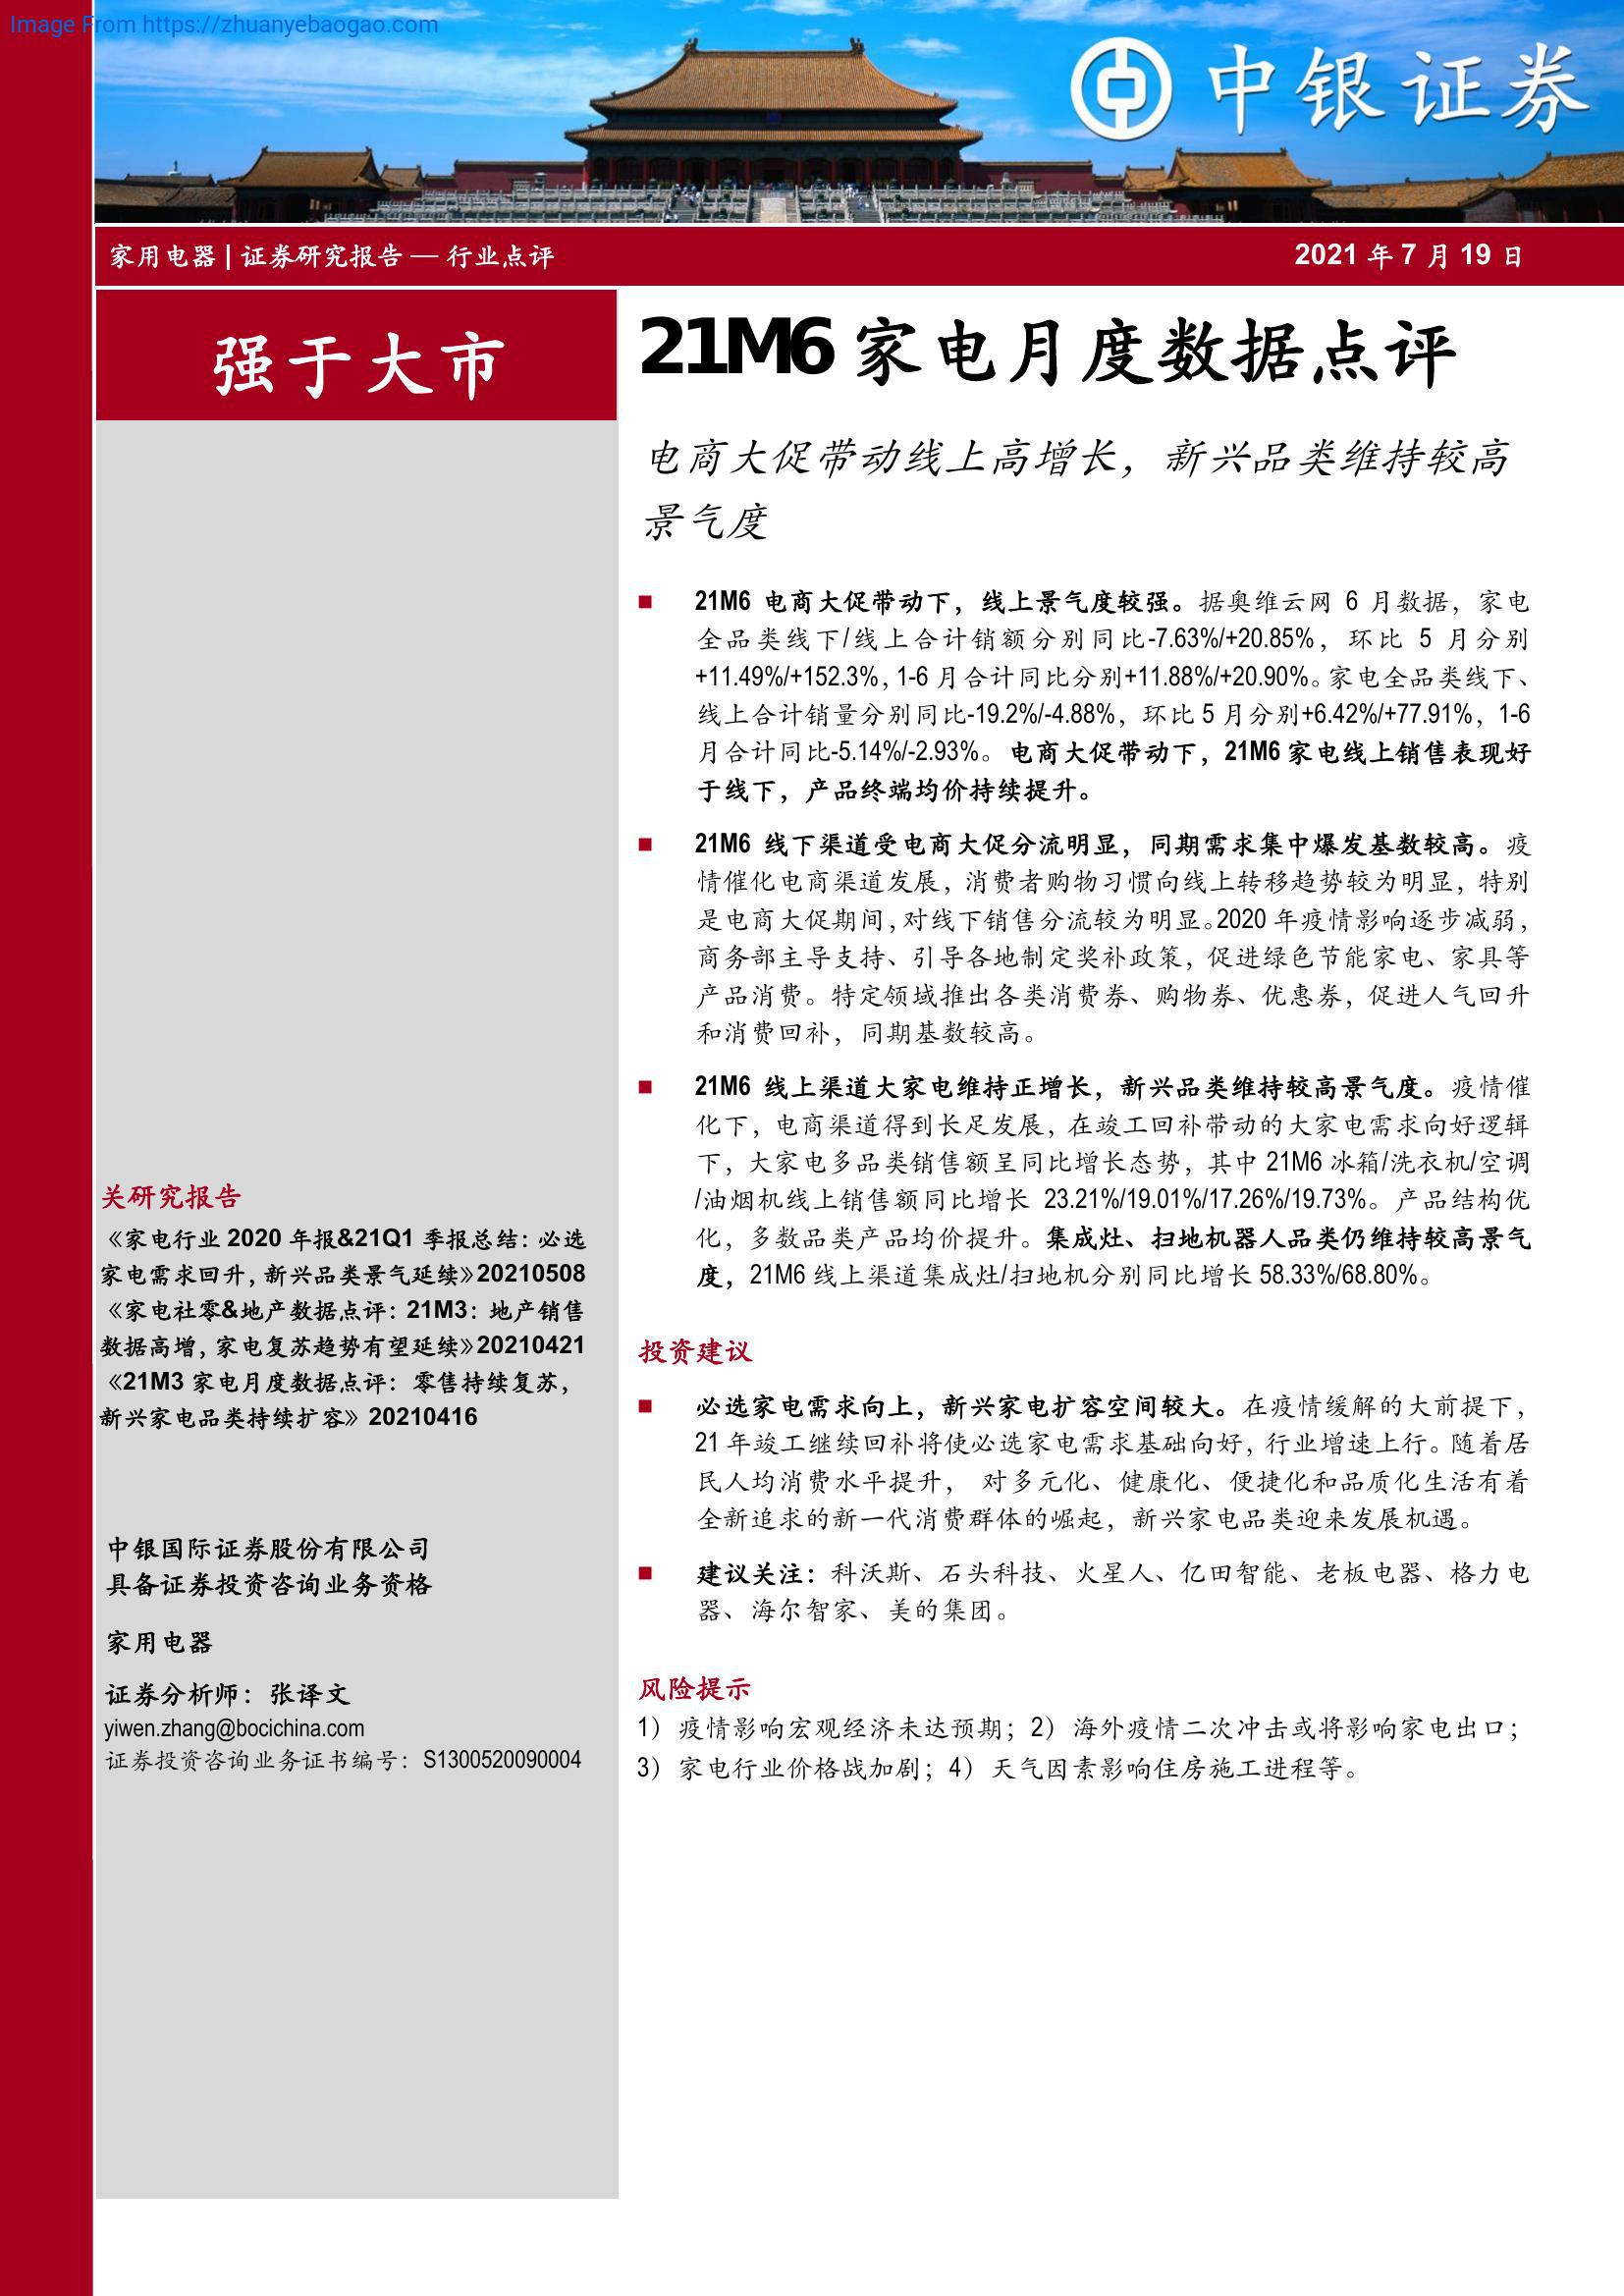 Image From https://zhuanyebaogao.com
中银证券
家用电器 | 证券研究报告 — 行业点评
2021 年 7 月 19 日
强于大市
21M6 家电月度数据点评
电商大促带动线上高增长，新兴品类维持较高
景气度
■ 21M6 电商大促带动下，线上景气度较强。据奥维云网 6 月数据，家电
全品类线下/线上合计销额分别同比-7.63%/+20.85%，环比 5 月分别
+11.49%/+152.3%，1-6 月合计同比分别+11.88%/+20.90%。家电全品类线下、
线上合计销量分别同比-19.2%/-4.88%，环比 5 月分别+6.42%/+77.91%，1-6
月合计同比-5.14%/-2.93%。电商大促带动下，21M6 家电线上销售表现好
于线下，产品终端均价持续提升。
■ 21M6 线下渠道受电商大促分流明显，同期需求集中爆发基数较高。疫
情催化电商渠道发展，消费者购物习惯向线上转移趋势较为明显，特别
是电商大促期间，对线下销售分流较为明显。2020 年疫情影响逐步减弱，
商务部主导支持、引导各地制定奖补政策，促进绿色节能家电、家具等
产品消费。特定领域推出各类消费券、购物券、优惠券，促进人气回升
和消费回补，同期基数较高。
■ 21M6 线上渠道大家电维持正增长，新兴品类维持较高景气度。疫情催
化下，电商渠道得到长足发展，在竣工回补带动的大家电需求向好逻辑
下，大家电多品类销售额呈同比增长态势，其中 21M6 冰箱/洗衣机/空调
/油烟机线上销售额同比增长 23.21%/19.01%/17.26%/19.73%。产品结构优
化，多数品类产品均价提升。集成灶、扫地机器人品类仍维持较高景气
度，21M6 线上渠道集成灶/扫地机分别同比增长 58.33%/68.80%。
投资建议
■ 必选家电需求向上，新兴家电扩容空间较大。在疫情缓解的大前提下，
21 年竣工继续回补将使必选家电需求基础向好，行业增速上行。随着居
民人均消费水平提升， 对多元化、健康化、便捷化和品质化生活有着
全新追求的新一代消费群体的崛起，新兴家电品类迎来发展机遇。
■ 建议关注：科沃斯、石头科技、火星人、亿田智能、老板电器、格力电
器、海尔智家、美的集团。
风险提示
1）疫情影响宏观经济未达预期；2）海外疫情二次冲击或将影响家电出口；
3）家电行业价格战加剧；4）天气因素影响住房施工进程等。
关研究报告
《家电行业 2020 年报&21Q1 季报总结：必选
家电需求回升，新兴品类景气延续》20210508
《家电社零&地产数据点评：21M3：地产销售
数据高增，家电复苏趋势有望延续》20210421
《21M3 家电月度数据点评：零售持续复苏，
新兴家电品类持续扩容》20210416
中银国际证券股份有限公司
具备证券投资咨询业务资格
家用电器
证券分析师：张译文
yiwen.zhang@bocichina.com
证券投资咨询业务证书编号：S1300520090004